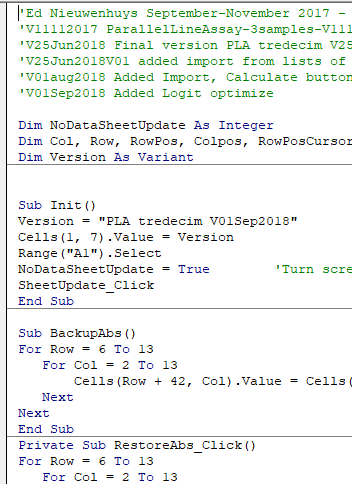 'Ed Nieuwenhuys September-November 2017 -
'V1112017 ParallelLineAssay-3samples-V111
'V25Jun2018 Final version PLA tredecim V25
'V25Jun2018V01 added import from lists of
'V01aug2018 Added Import, Calculate button
'V01Sep2018 Added Logit optimize
Dim NoDataSheetUpdate As Integer
Dim Col, Row, RowPos, Colpos, RowPosCursor
Dim Version As Variant
Sub Init()
Version = "PLA tredecim V01Sep2018"
Cells(1, 7).Value = Version
Range("A1").Select
NoDataSheetUpdate = True 'Turn scre
SheetUpdate_Click
End Sub
Sub BackupAbs()
For Row = 6 To 13
For Col = 2 To 13
Cells(Row + 42, Col).Value = Cells(
Next
Next
End Sub
Private Sub RestoreAbs_Click()
For Row = 6 To 13
For Col = 2 To 13